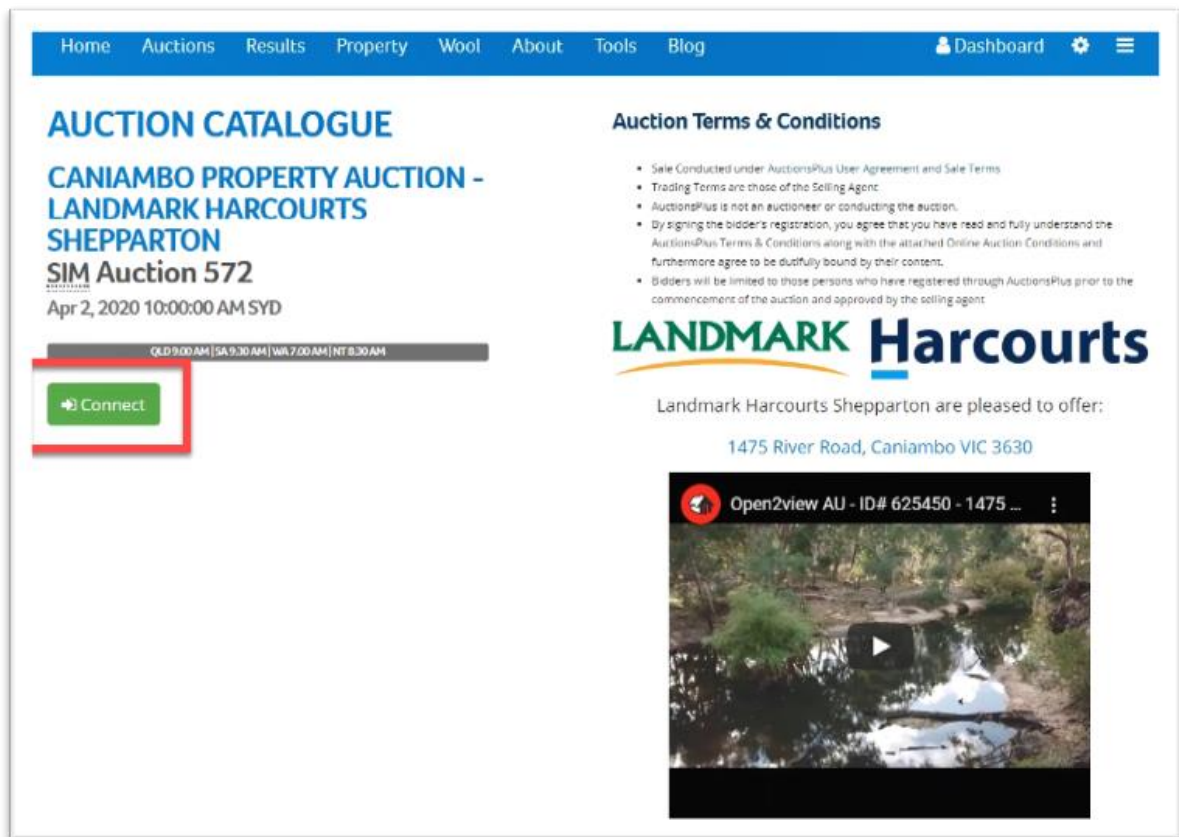 Home Auctions Results Property Wool About Tools Blog Dashboard
AUCTION CATALOGUE
CANIAMBO PROPERTY AUCTION -
LANDMARK HARCOURTS
SHEPPARTON
SIM Auction 572
Apr 2, 2020 10:00:00 AM SYD
QLD 9.00 AM | SA 9.30 AM | WA 7.00 AM | NT 8.30 AM
Connect
Auction Terms & Conditions
Sale Conducted under AuctionsPlus User Agreement and Sale Terms
Trading Terms are those of the Selling Agent
AuctionsPlus is not an auctioneer or conducting the auction.
By signing the bidder's registration, you agree that you have read and fully understand the
AuctionsPlus Terms & Conditions along with the attached Online Auction Conditions and
furthermore agree to be dutifully bound by their content.
Bidders will be limited to those persons who have registered through AuctionsPlus prior to the
commencement of the auction and approved by the selling agent
LANDMARK Harcourts
Landmark Harcourts Shepparton are pleased to offer:
1475 River Road, Caniambo VIC 3630
Open2view AU - ID# 625450 - 1475 ...